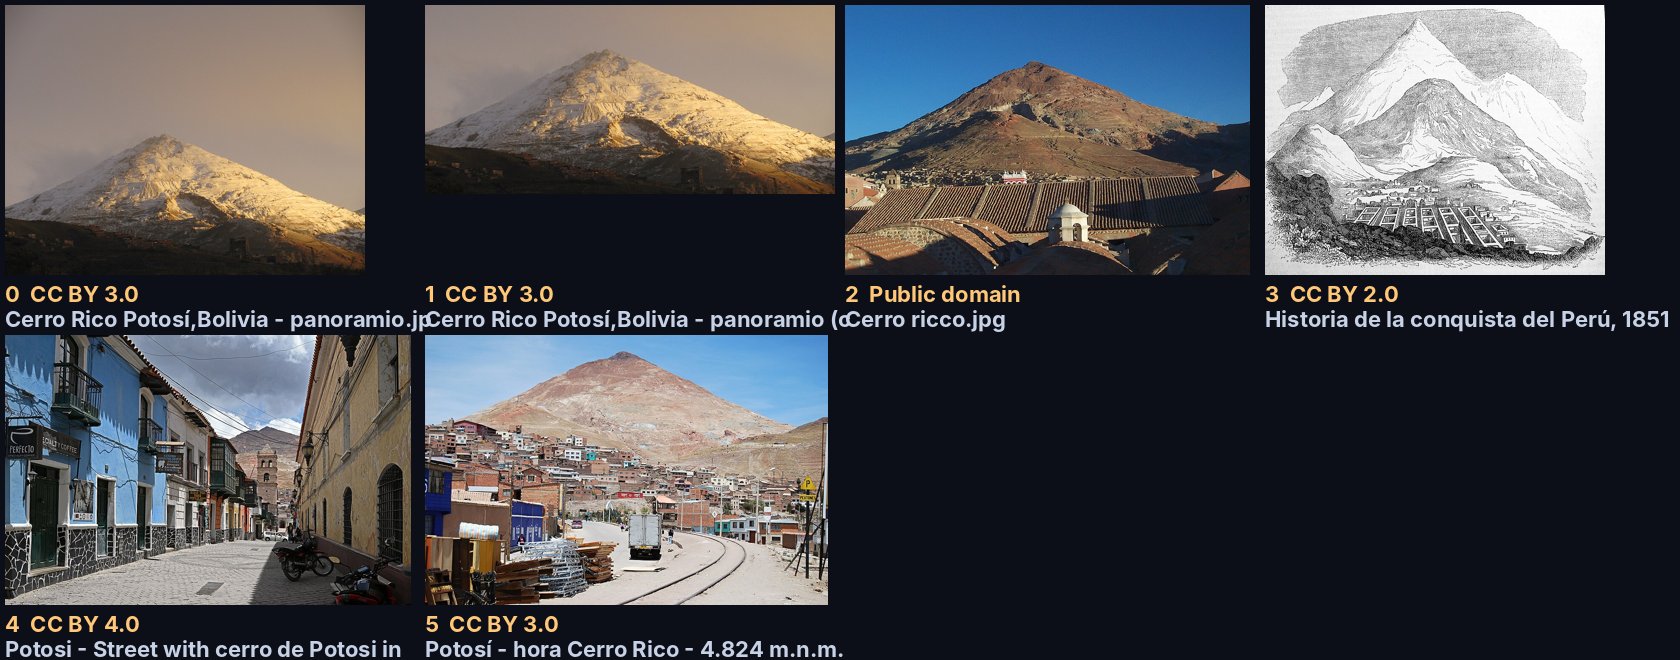 0 CC BY 3.0
Cerro Rico Potosí,Bolivia - panoramio.jp
1 CC BY 3.0
Cerro Rico Potosí,Bolivia - panoramio (c
2 Public domain
Cerro ricco.jpg
3 CC BY 2.0
Historia de la conquista del Perú, 1851
PERFECTO
4 CC BY 4.0
Potosi - Street with cerro de Potosi in
5 CC BY 3.0
Potosí - hora Cerro Rico - 4.824 m.n.m.